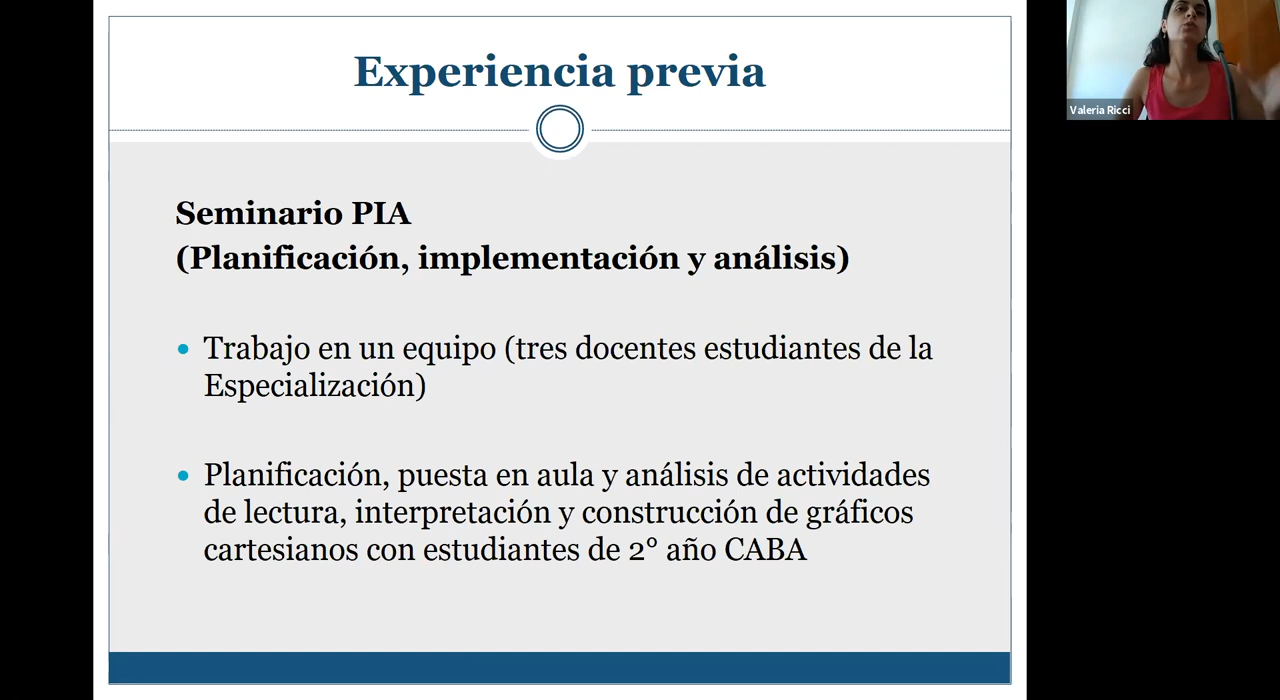 Experiencia previa
Valeria Ricci
Seminario PIA
(Planificación, implementación y análisis)
• Trabajo en un equipo (tres docentes estudiantes de la
Especialización)
• Planificación, puesta en aula y análisis de actividades
de lectura, interpretación y construcción de gráficos
cartesianos con estudiantes de 2° año CABA